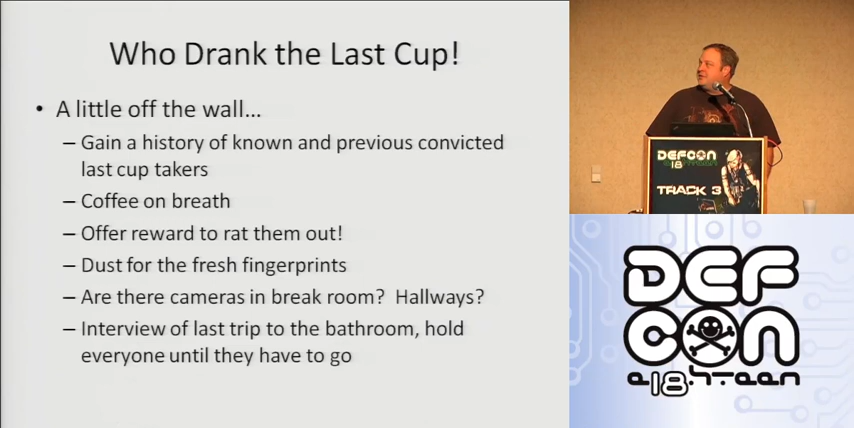 Who Drank the Last Cup!
• A little off the wall...
– Gain a history of known and previous convicted
last cup takers
– Coffee on breath
– Offer reward to rat them out!
– Dust for the fresh fingerprints
– Are there cameras in break room?  Hallways?
– Interview of last trip to the bathroom, hold
everyone until they have to go
DEFCON
18
TRACK 3
DEF
CON
e18hteen